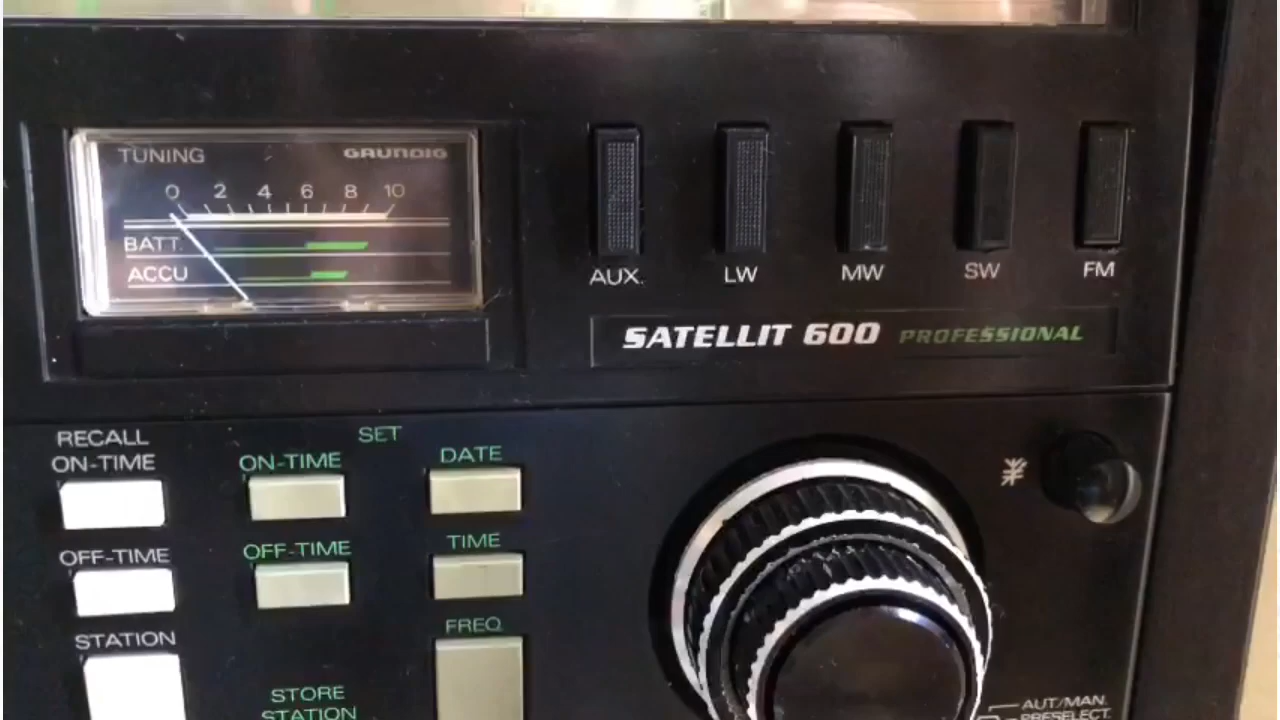 TUNING GRUNDIG
0 2 4 6 8 10
BATT.
ACCU
AUX. LW MW SW FM
SATELLIT 600 PROFESSIONAL
RECALL
ON-TIME
OFF-TIME
STATION
SET
ON-TIME DATE
OFF-TIME TIME
FREQ
STORE
STATION
AUT/MAN.
PRESELECT.